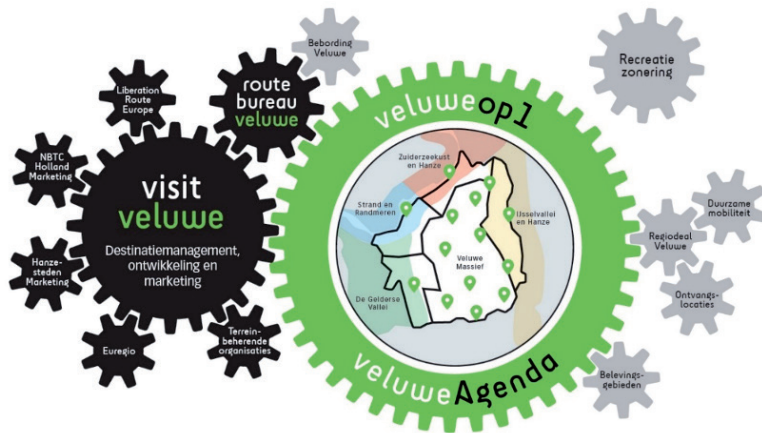 Bebording
Veluwe
Recreatie
zonering
Liberation
Route
Europe
route
bureau
veluwe
veluweop1
NBTC
Holland
Marketing
visit
veluwe
Destinatiemanagement,
ontwikkeling en
marketing
Hanze-
steden
Marketing
Euregio
Terrein-
beherende
organisaties
Zuiderzeekust
en Hanze
Strand en
Randmeren
IJsselvallei
en Hanze
Veluwe
Massief
De Gelderse
Vallei
veluweAgenda
Duurzame
mobiliteit
Regiodeal
Veluwe
Ontvangs-
locaties
Belevings-
gebieden